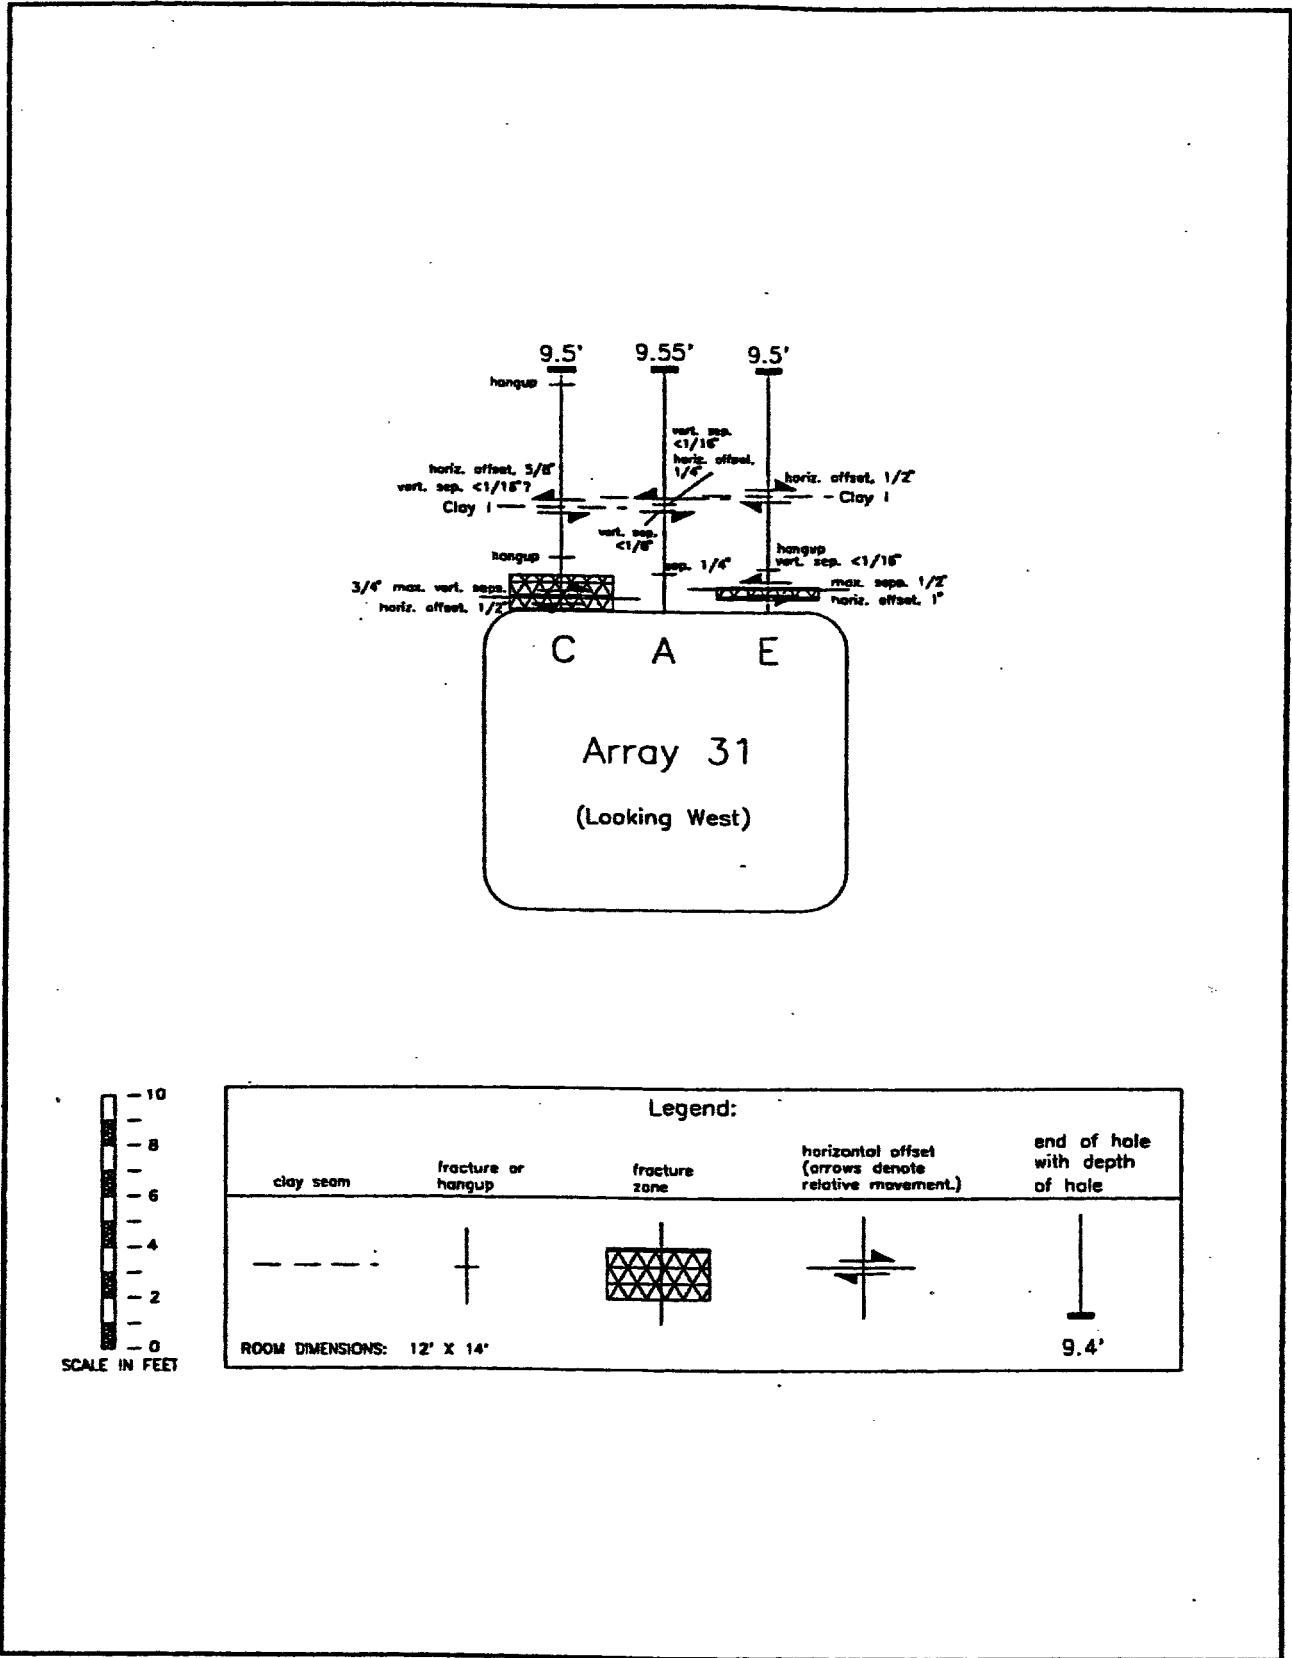 9.5' 9.55' 9.5'
hangup
vert. sep.
<1/16"
horiz. offset,
1/4"
horiz. offset, 5/8"
vert. sep. <1/16"?
Clay I
horiz. offset, 1/2"
Clay I
vert. sep.
<1/8"
hangup
sep. 1/4"
hangup
vert. sep. <1/16"
3/4" max. vert. seps.
horiz. offset, 1/2"
max. seps. 1/2"
horiz. offset, 1"
C A E
Array 31
(Looking West)
10
8
6
4
2
0
SCALE IN FEET
Legend:
clay seam
fracture or
hangup
fracture
zone
horizontal offset
(arrows denote
relative movement.)
end of hole
with depth
of hole
ROOM DIMENSIONS: 12' X 14'
9.4'